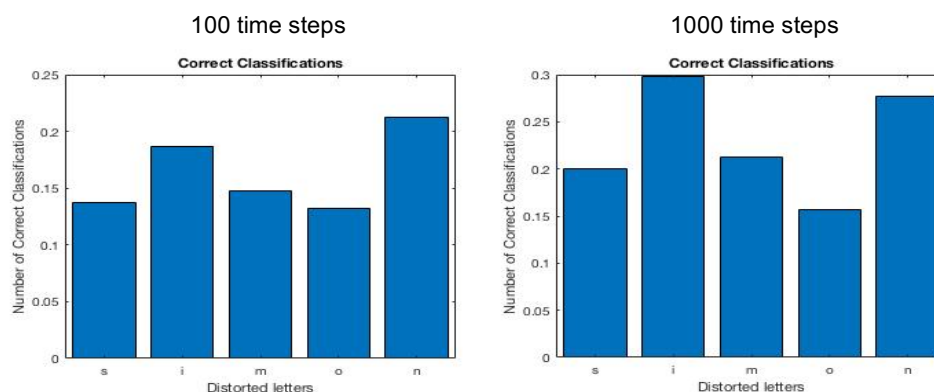 100 time steps
Correct Classifications
Number of Correct Classifications
0.25
0.2
0.15
0.1
0.05
0
s i m o n
Distorted letters
1000 time steps
Correct Classifications
Number of Correct Classifications
0.3
0.25
0.2
0.15
0.1
0.05
0
s i m o n
Distorted letters